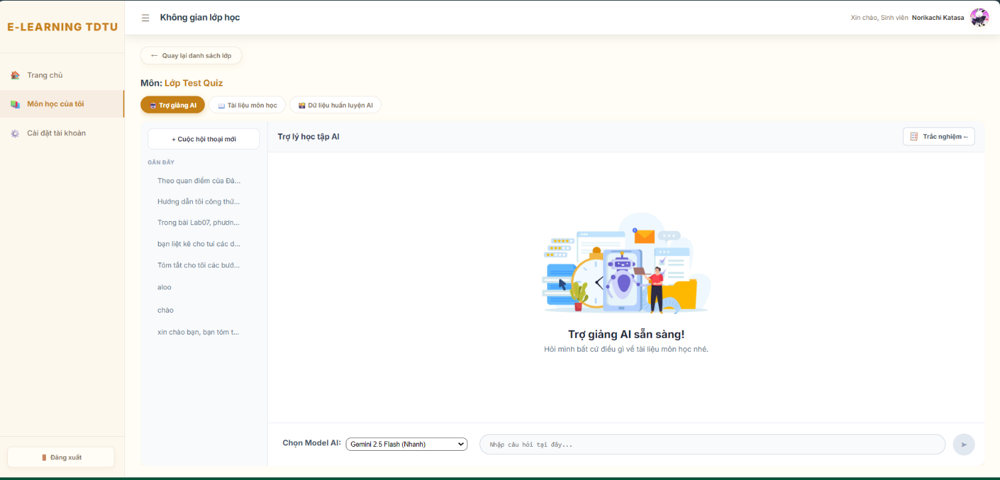 E-LEARNING TDTU
Không gian lớp học
Xin chào, Sinh viên Norikachi Katasa
Trang chủ
Môn học của tôi
Cài đặt tài khoản
Đăng xuất
← Quay lại danh sách lớp
Môn: Lớp Test Quiz
Trợ giảng AI
Tài liệu môn học
Dữ liệu huấn luyện AI
+ Cuộc hội thoại mới
GẦN ĐÂY
Theo quan điểm của Đả...
Hướng dẫn tôi công thứ...
Trong bài Lab07, phươn...
bạn liệt kê cho tui các d...
Tóm tắt cho tôi các bướ...
aloo
chào
xin chào bạn, bạn tóm t...
Trợ lý học tập AI
Trắc nghiệm ←
Trợ giảng AI sẵn sàng!
Hỏi mình bất cứ điều gì về tài liệu môn học nhé.
Chọn Model AI: Gemini 2.5 Flash (Nhanh)
Nhập câu hỏi tại đây...